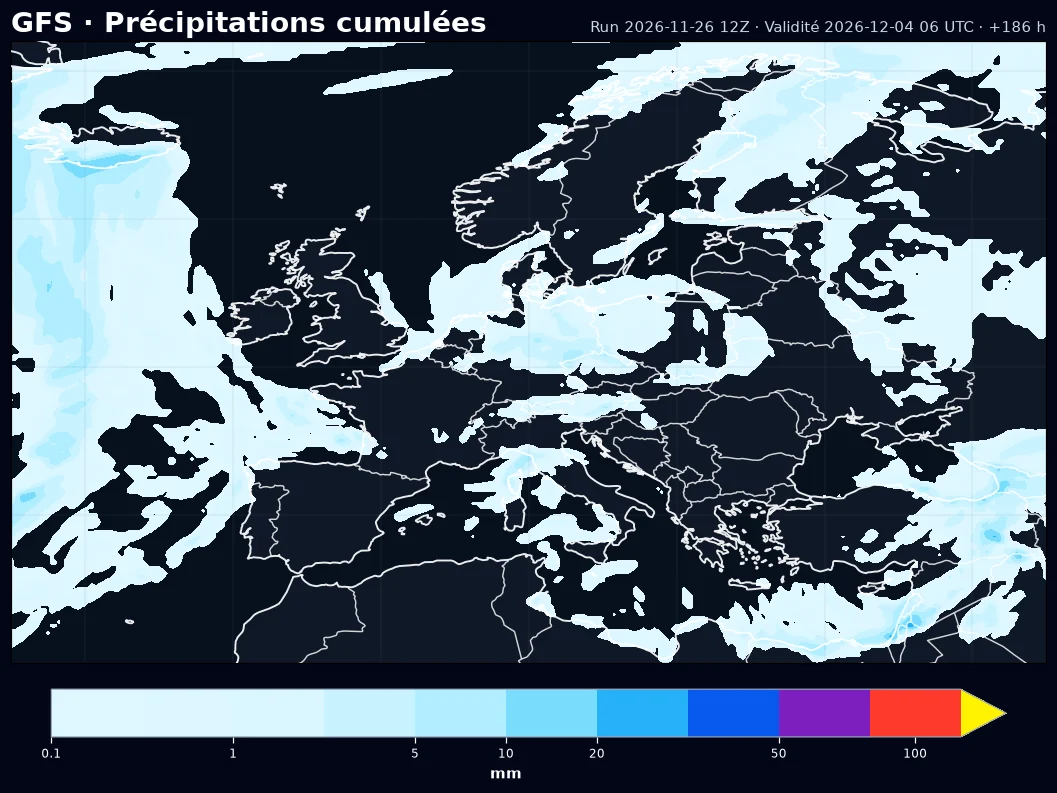 GFS · Précipitations cumulées
Run 2026-11-26 12Z · Validité 2026-12-04 06 UTC · +186 h
0.1 1 5 10 20 50 100
mm